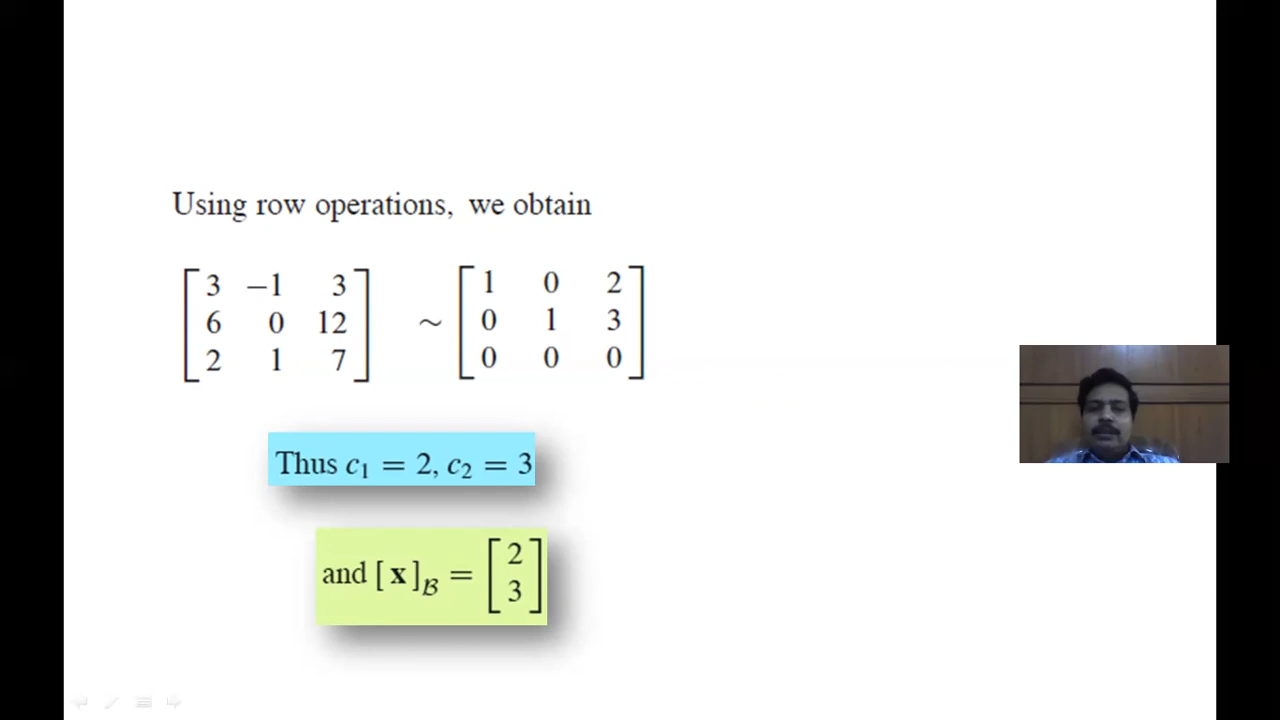 Using row operations, we obtain
[3 −1 3] [1 0 2]
[6 0 12] ~ [0 1 3]
[2 1 7] [0 0 0]
Thus c₁ = 2, c₂ = 3
and [x]_ℬ = [2
3]